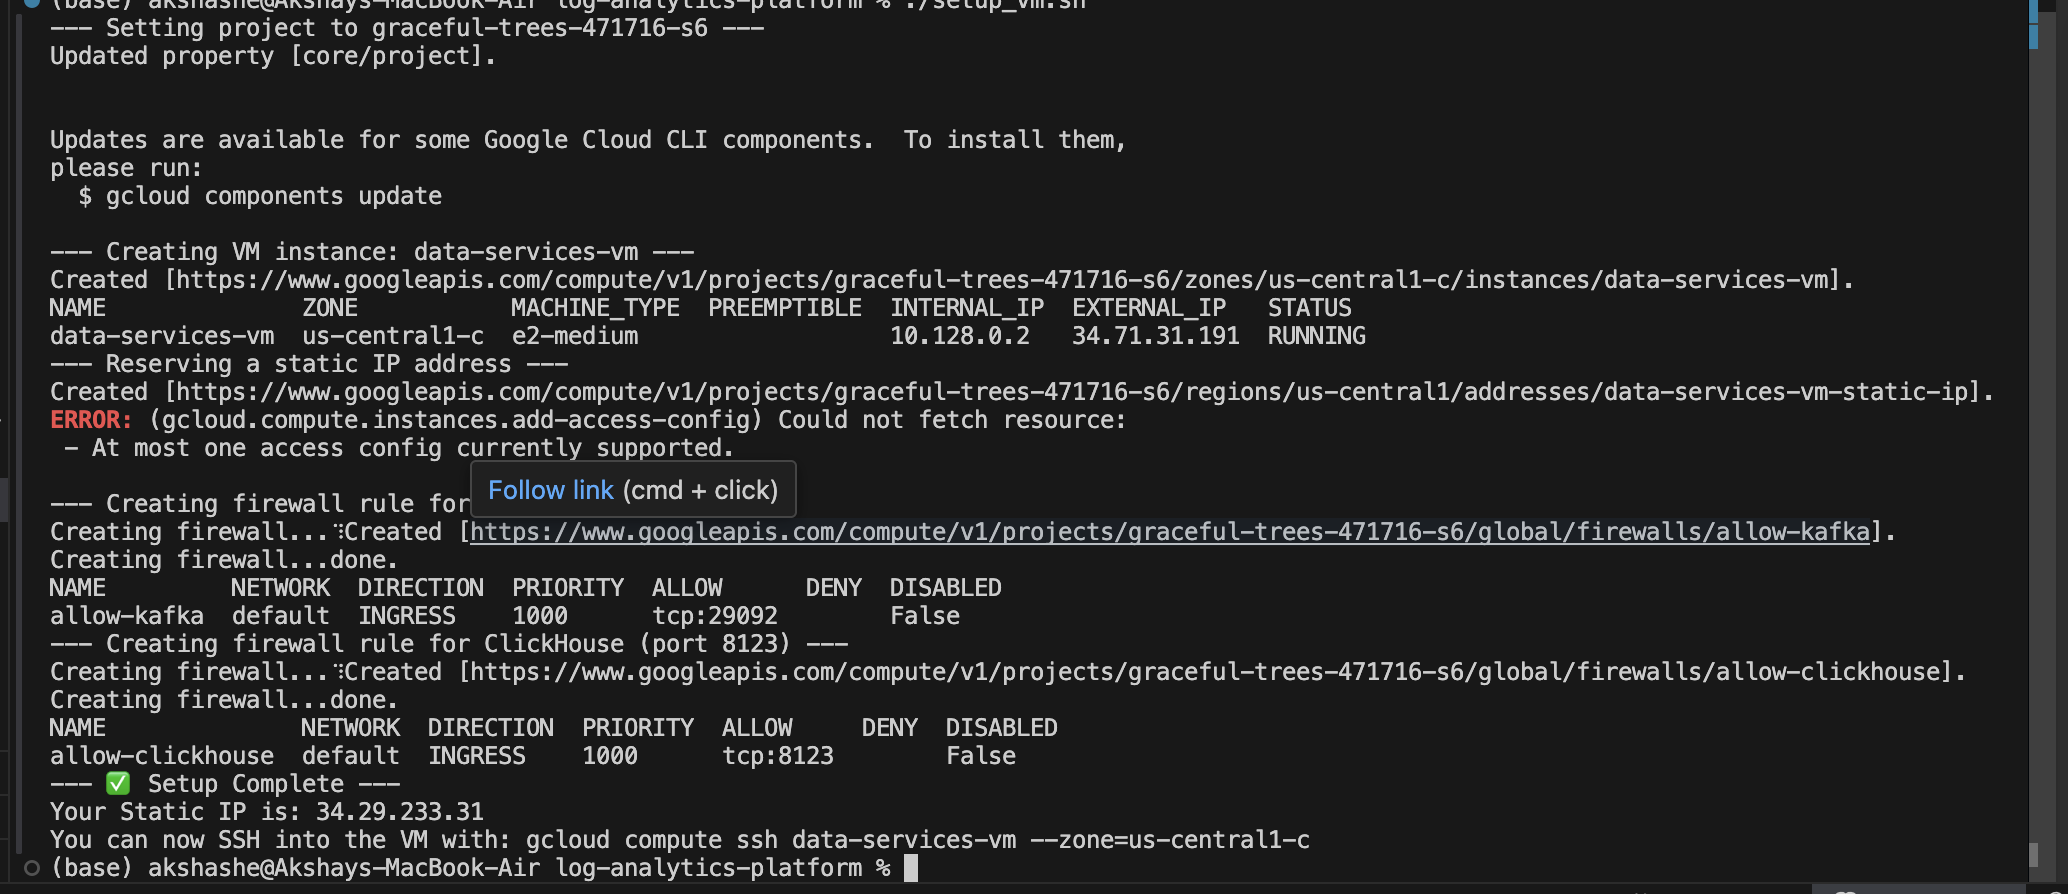 (base) akshashe@Akshays-MacBook-Air log-analytics-platform % ./setup_vm.sh
--- Setting project to graceful-trees-471716-s6 ---
Updated property [core/project].
Updates are available for some Google Cloud CLI components.  To install them,
please run:
  $ gcloud components update
--- Creating VM instance: data-services-vm ---
Created [https://www.googleapis.com/compute/v1/projects/graceful-trees-471716-s6/zones/us-central1-c/instances/data-services-vm].
NAME              ZONE           MACHINE_TYPE  PREEMPTIBLE  INTERNAL_IP  EXTERNAL_IP   STATUS
data-services-vm  us-central1-c  e2-medium                  10.128.0.2   34.71.31.191  RUNNING
--- Reserving a static IP address ---
Created [https://www.googleapis.com/compute/v1/projects/graceful-trees-471716-s6/regions/us-central1/addresses/data-services-vm-static-ip].
ERROR: (gcloud.compute.instances.add-access-config) Could not fetch resource:
 - At most one access config currently supported.
Follow link (cmd + click)
--- Creating firewall rule for
Creating firewall...⠹Created [https://www.googleapis.com/compute/v1/projects/graceful-trees-471716-s6/global/firewalls/allow-kafka].
Creating firewall...done.
NAME         NETWORK  DIRECTION  PRIORITY  ALLOW      DENY  DISABLED
allow-kafka  default  INGRESS    1000      tcp:29092        False
--- Creating firewall rule for ClickHouse (port 8123) ---
Creating firewall...⠹Created [https://www.googleapis.com/compute/v1/projects/graceful-trees-471716-s6/global/firewalls/allow-clickhouse].
Creating firewall...done.
NAME              NETWORK  DIRECTION  PRIORITY  ALLOW     DENY  DISABLED
allow-clickhouse  default  INGRESS    1000      tcp:8123        False
--- ✅ Setup Complete ---
Your Static IP is: 34.29.233.31
You can now SSH into the VM with: gcloud compute ssh data-services-vm --zone=us-central1-c
(base) akshashe@Akshays-MacBook-Air log-analytics-platform %